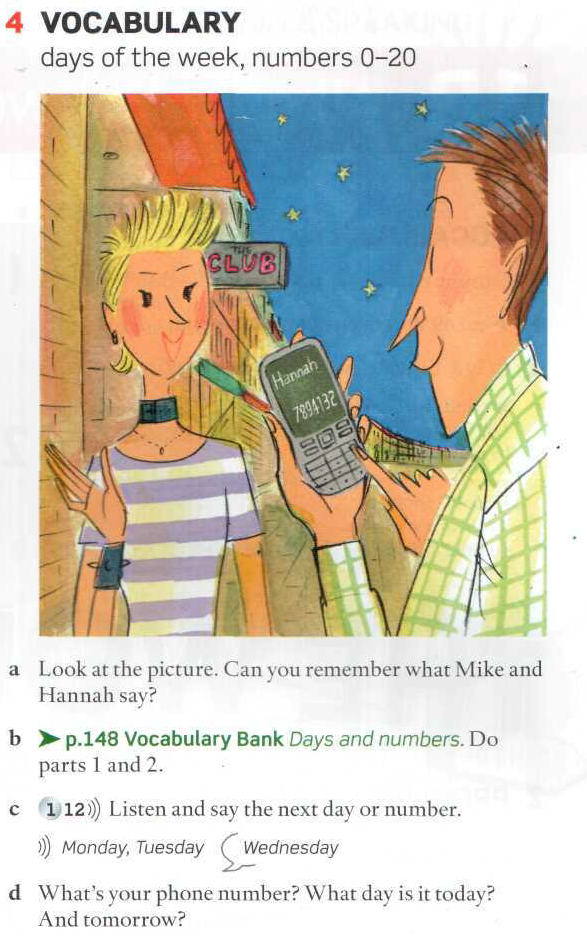 4 VOCABULARY
days of the week, numbers 0–20
THE
CLUB
Hannah
7894132
a Look at the picture. Can you remember what Mike and
Hannah say?
b ➤ p.148 Vocabulary Bank Days and numbers. Do
parts 1 and 2.
c 1 12))) Listen and say the next day or number.
))) Monday, Tuesday Wednesday
d What's your phone number? What day is it today?
And tomorrow?